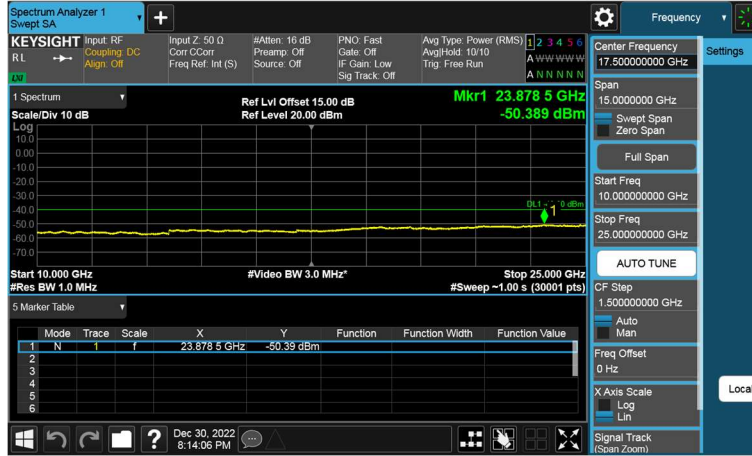 Spectrum Analyzer 1
Swept SA
Frequency
KEYSIGHT
RL
LXI
Input: RF
Coupling: DC
Align: Off
Input Z: 50 Ω
Corr CCorr
Freq Ref: Int (S)
#Atten: 16 dB
Preamp: Off
Source: Off
PNO: Fast
Gate: Off
IF Gain: Low
Sig Track: Off
Avg Type: Power (RMS)
Avg|Hold: 10/10
Trig: Free Run
1 2 3 4 5 6
A W W W W W
A N N N N N
1 Spectrum
Scale/Div 10 dB
Ref Lvl Offset 15.00 dB
Ref Level 20.00 dBm
Mkr1 23.878 5 GHz
-50.389 dBm
Log
10.0
0.00
-10.0
-20.0
-30.0
-40.0
-50.0
-60.0
-70.0
1
Start 10.000 GHz
#Res BW 1.0 MHz
#Video BW 3.0 MHz*
Stop 25.000 GHz
#Sweep ~1.00 s (30001 pts)
5 Marker Table
Mode Trace Scale X Y Function Function Width Function Value
1 N 1 f 23.878 5 GHz -50.39 dBm
2
3
4
5
6
Center Frequency
17.500000000 GHz
Settings
Span
15.0000000 GHz
Swept Span
Zero Span
Full Span
Start Freq
10.000000000 GHz
Stop Freq
25.000000000 GHz
AUTO TUNE
CF Step
1.500000000 GHz
Auto
Man
Freq Offset
0 Hz
X Axis Scale
Log
Lin
Local
Signal Track
(Span Zoom)
?
Dec 30, 2022
8:14:06 PM